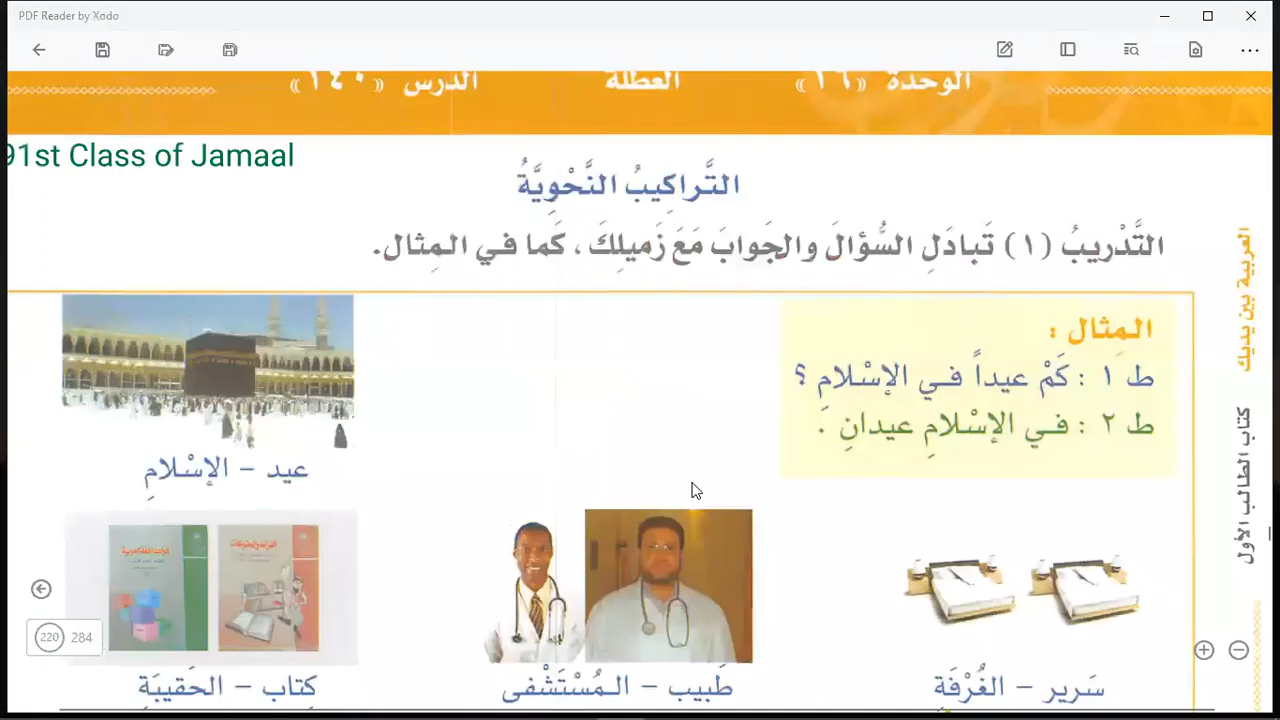 PDF Reader by Xodo
الوحدة «١٦» العطلة الدرس «١٤٠»
91st Class of Jamaal
التَّراكيبُ النَّحْوِيَّةُ
التَّدْريبُ (١) تَبادَلِ السُّؤالَ والجَوابَ مَعَ زَميلِكَ، كَما في المِثال.
المِثال :
ط ١ : كَمْ عيداً في الإسْلامِ ؟
ط ٢ : في الإسْلامِ عيدانِ .
عيد – الإسْلامِ
سَرير – الغُرْفَةِ
طَبيب – المُسْتَشْفى
كِتاب – الحَقيبَةِ
العربية بين يديك
كتاب الطالب الأول
220 284